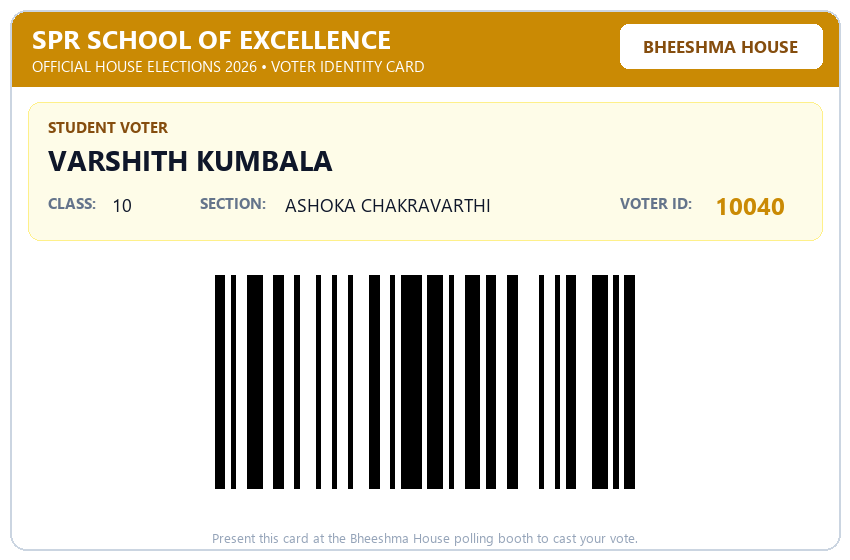 SPR SCHOOL OF EXCELLENCE
OFFICIAL HOUSE ELECTIONS 2026 • VOTER IDENTITY CARD
BHEESHMA HOUSE
STUDENT VOTER
VARSHITH KUMBALA
CLASS: 10 SECTION: ASHOKA CHAKRAVARTHI VOTER ID: 10040
Present this card at the Bheeshma House polling booth to cast your vote.